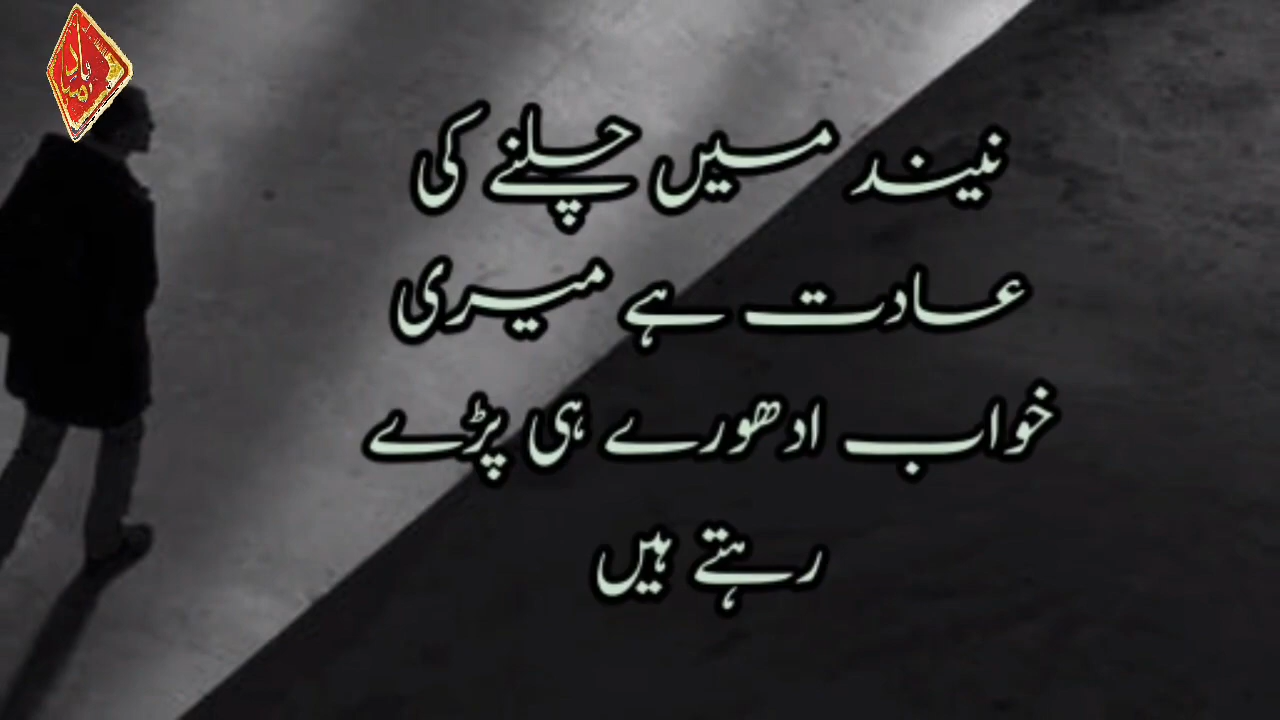 نیند میں چلنے کی
عادت ہے میری
خواب ادھورے ہی پڑے
رہتے ہیں